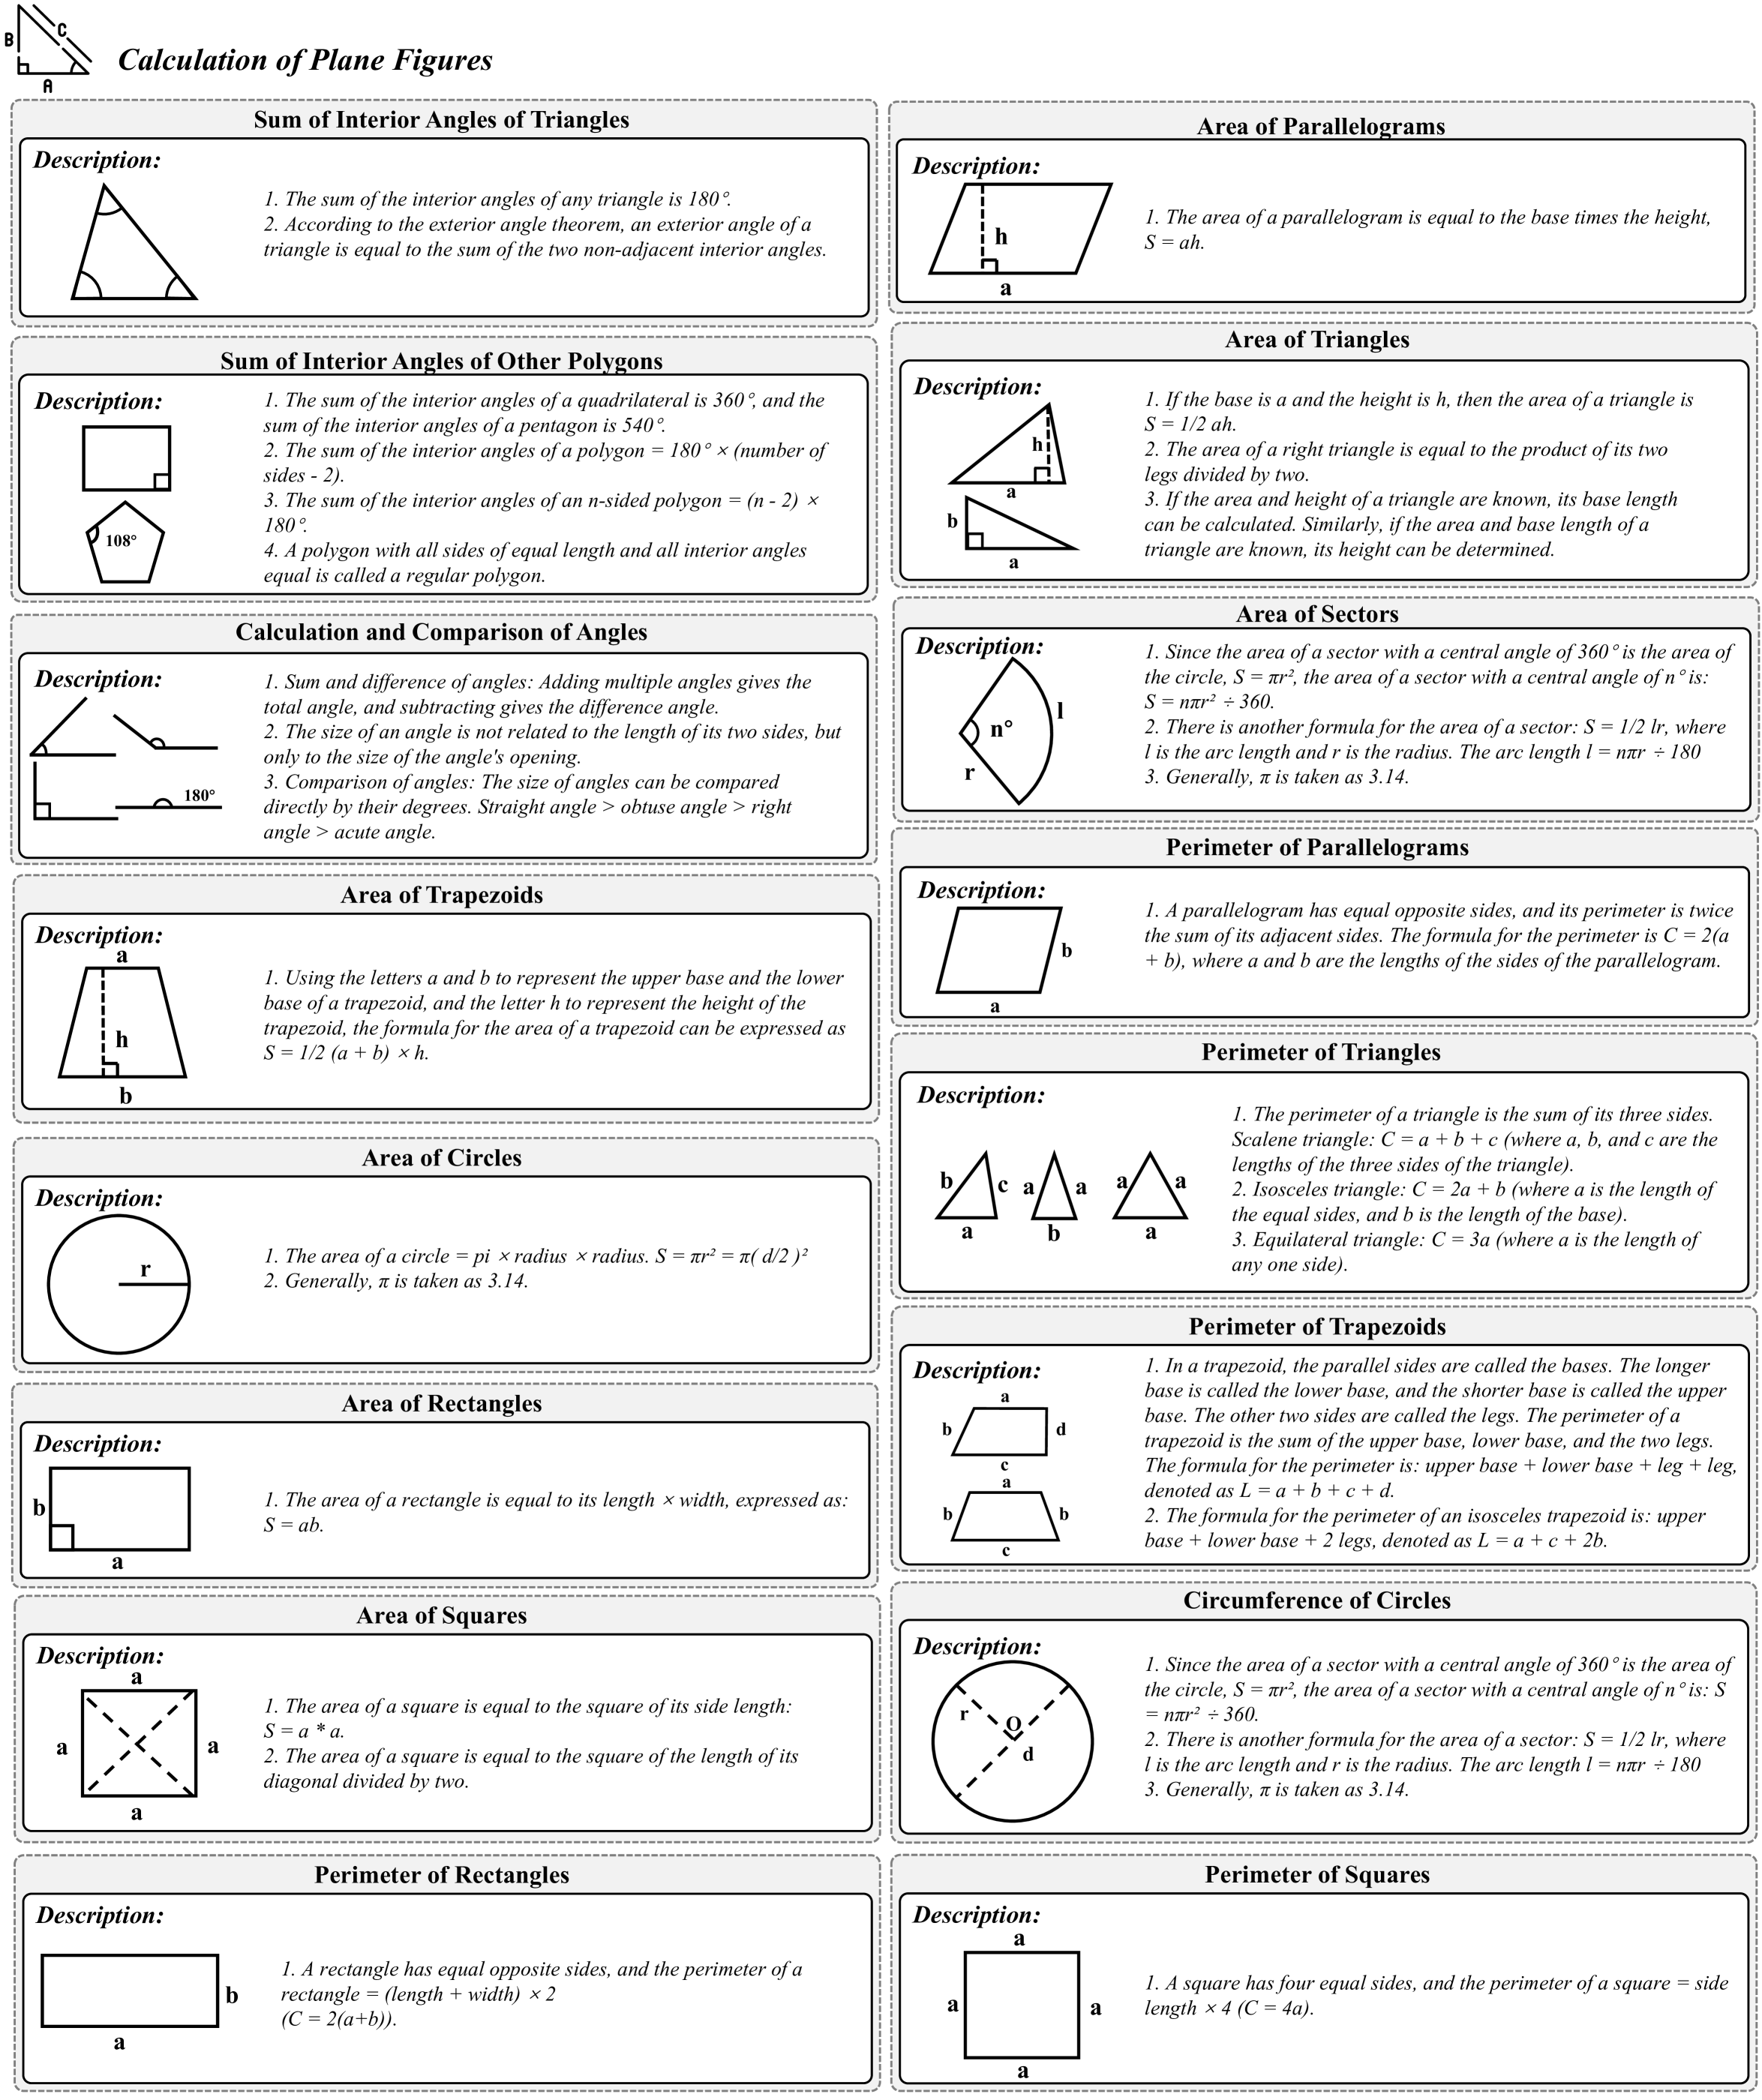 B
C
A
Calculation of Plane Figures
Sum of Interior Angles of Triangles
Description:
1. The sum of the interior angles of any triangle is 180°.
2. According to the exterior angle theorem, an exterior angle of a
triangle is equal to the sum of the two non-adjacent interior angles.
Sum of Interior Angles of Other Polygons
Description:
108°
1. The sum of the interior angles of a quadrilateral is 360°, and the
sum of the interior angles of a pentagon is 540°.
2. The sum of the interior angles of a polygon = 180° × (number of
sides - 2).
3. The sum of the interior angles of an n-sided polygon = (n - 2) ×
180°.
4. A polygon with all sides of equal length and all interior angles
equal is called a regular polygon.
Calculation and Comparison of Angles
Description:
180°
1. Sum and difference of angles: Adding multiple angles gives the
total angle, and subtracting gives the difference angle.
2. The size of an angle is not related to the length of its two sides, but
only to the size of the angle's opening.
3. Comparison of angles: The size of angles can be compared
directly by their degrees. Straight angle > obtuse angle > right
angle > acute angle.
Area of Trapezoids
Description:
a
h
b
1. Using the letters a and b to represent the upper base and the lower
base of a trapezoid, and the letter h to represent the height of the
trapezoid, the formula for the area of a trapezoid can be expressed as
S = 1/2 (a + b) × h.
Area of Circles
Description:
r
1. The area of a circle = pi × radius × radius. S = πr² = π( d/2 )²
2. Generally, π is taken as 3.14.
Area of Rectangles
Description:
b
a
1. The area of a rectangle is equal to its length × width, expressed as:
S = ab.
Area of Squares
Description:
a
a
a
a
1. The area of a square is equal to the square of its side length:
S = a * a.
2. The area of a square is equal to the square of the length of its
diagonal divided by two.
Perimeter of Rectangles
Description:
b
a
1. A rectangle has equal opposite sides, and the perimeter of a
rectangle = (length + width) × 2
(C = 2(a+b)).
Area of Parallelograms
Description:
h
a
1. The area of a parallelogram is equal to the base times the height,
S = ah.
Area of Triangles
Description:
h
a
b
a
1. If the base is a and the height is h, then the area of a triangle is
S = 1/2 ah.
2. The area of a right triangle is equal to the product of its two
legs divided by two.
3. If the area and height of a triangle are known, its base length
can be calculated. Similarly, if the area and base length of a
triangle are known, its height can be determined.
Area of Sectors
Description:
n°
l
r
1. Since the area of a sector with a central angle of 360° is the area of
the circle, S = πr², the area of a sector with a central angle of n° is:
S = nπr² ÷ 360.
2. There is another formula for the area of a sector: S = 1/2 lr, where
l is the arc length and r is the radius. The arc length l = nπr ÷ 180
3. Generally, π is taken as 3.14.
Perimeter of Parallelograms
Description:
b
a
1. A parallelogram has equal opposite sides, and its perimeter is twice
the sum of its adjacent sides. The formula for the perimeter is C = 2(a
+ b), where a and b are the lengths of the sides of the parallelogram.
Perimeter of Triangles
Description:
b c a a a a
a b a
1. The perimeter of a triangle is the sum of its three sides.
Scalene triangle: C = a + b + c (where a, b, and c are the
lengths of the three sides of the triangle).
2. Isosceles triangle: C = 2a + b (where a is the length of
the equal sides, and b is the length of the base).
3. Equilateral triangle: C = 3a (where a is the length of
any one side).
Perimeter of Trapezoids
Description:
a
b d
c
a
b b
c
1. In a trapezoid, the parallel sides are called the bases. The longer
base is called the lower base, and the shorter base is called the upper
base. The other two sides are called the legs. The perimeter of a
trapezoid is the sum of the upper base, lower base, and the two legs.
The formula for the perimeter is: upper base + lower base + leg + leg,
denoted as L = a + b + c + d.
2. The formula for the perimeter of an isosceles trapezoid is: upper
base + lower base + 2 legs, denoted as L = a + c + 2b.
Circumference of Circles
Description:
r
O
d
1. Since the area of a sector with a central angle of 360° is the area of
the circle, S = πr², the area of a sector with a central angle of n° is: S
= nπr² ÷ 360.
2. There is another formula for the area of a sector: S = 1/2 lr, where
l is the arc length and r is the radius. The arc length l = nπr ÷ 180
3. Generally, π is taken as 3.14.
Perimeter of Squares
Description:
a
a
a
a
1. A square has four equal sides, and the perimeter of a square = side
length × 4 (C = 4a).